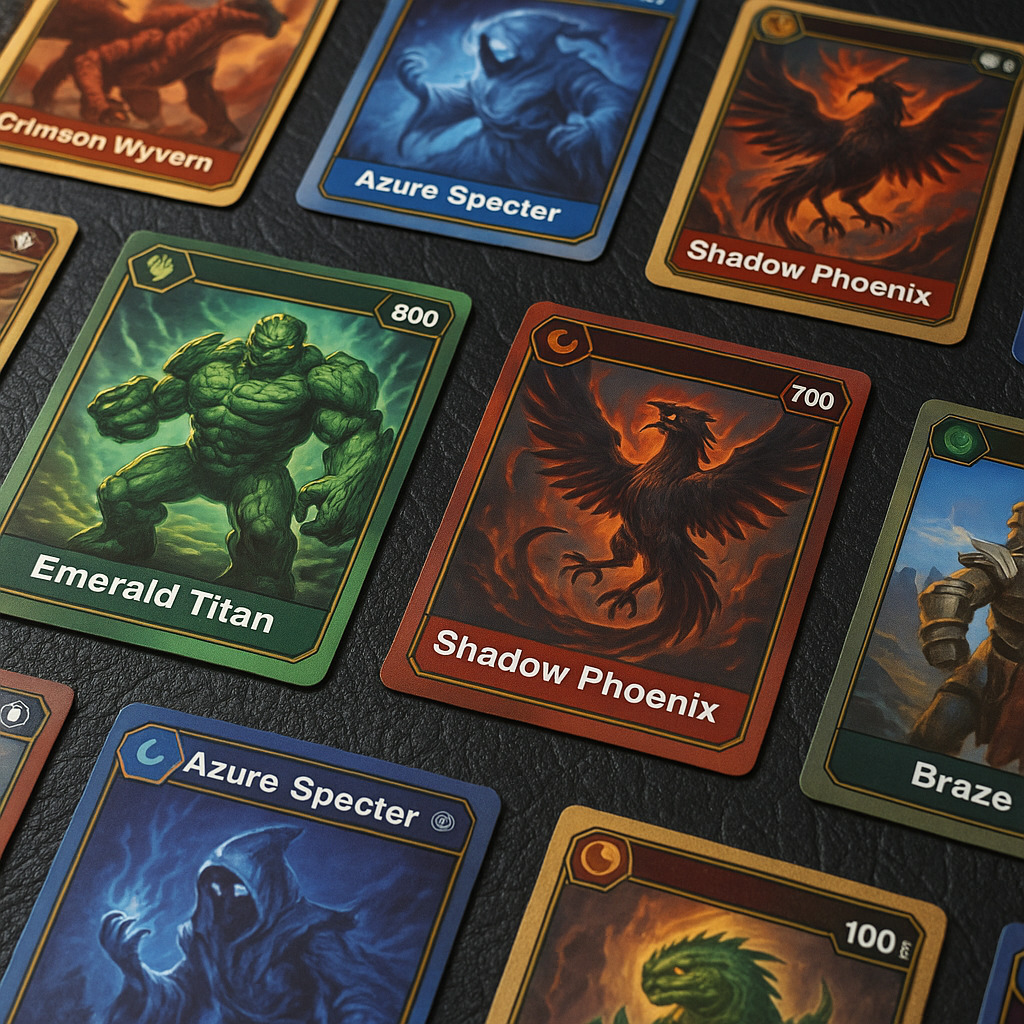 Crimson Wyvern
Azure Specter
Shadow Phoenix
800
Emerald Titan
700
Shadow Phoenix
Braze
Azure Specter
100